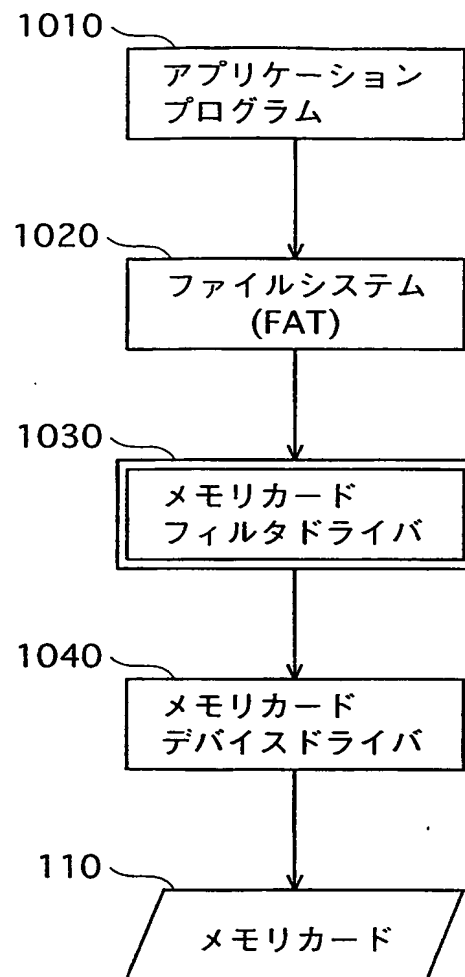 1010
アプリケーション
プログラム
1020
ファイルシステム
(FAT)
1030
メモリカード
フィルタドライバ
1040
メモリカード
デバイスドライバ
110
メモリカード